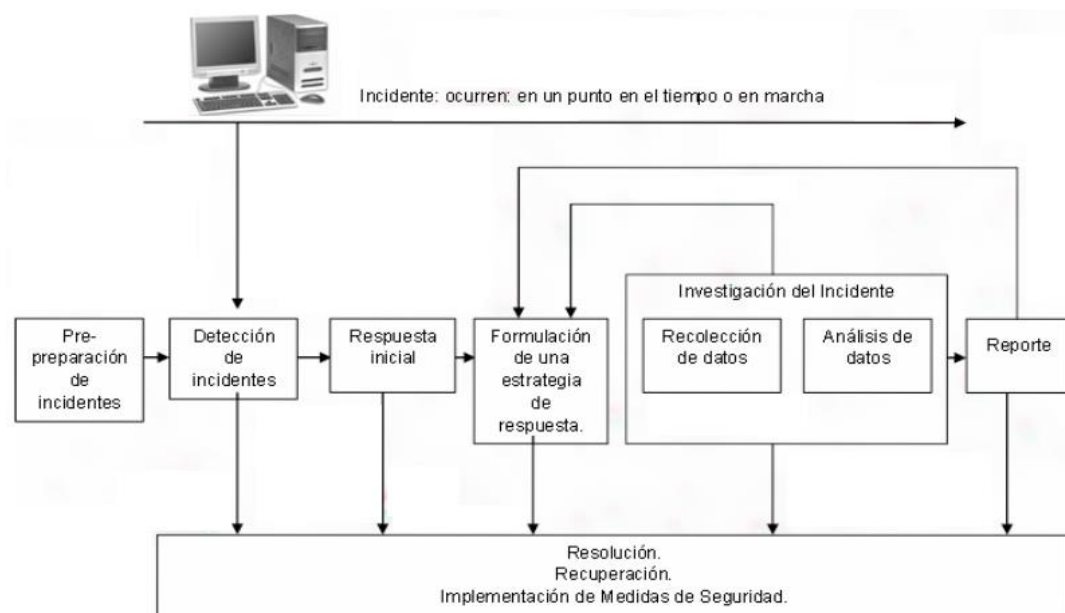 Incidente: ocurren: en un punto en el tiempo o en marcha
Pre-
preparación
de
incidentes
Detección
de
incidentes
Respuesta
inicial
Formulación
de una
estrategia
de
respuesta.
Investigación del Incidente
Recolección
de datos
Análisis de
datos
Reporte
Resolución.
Recuperación.
Implementación de Medidas de Seguridad.